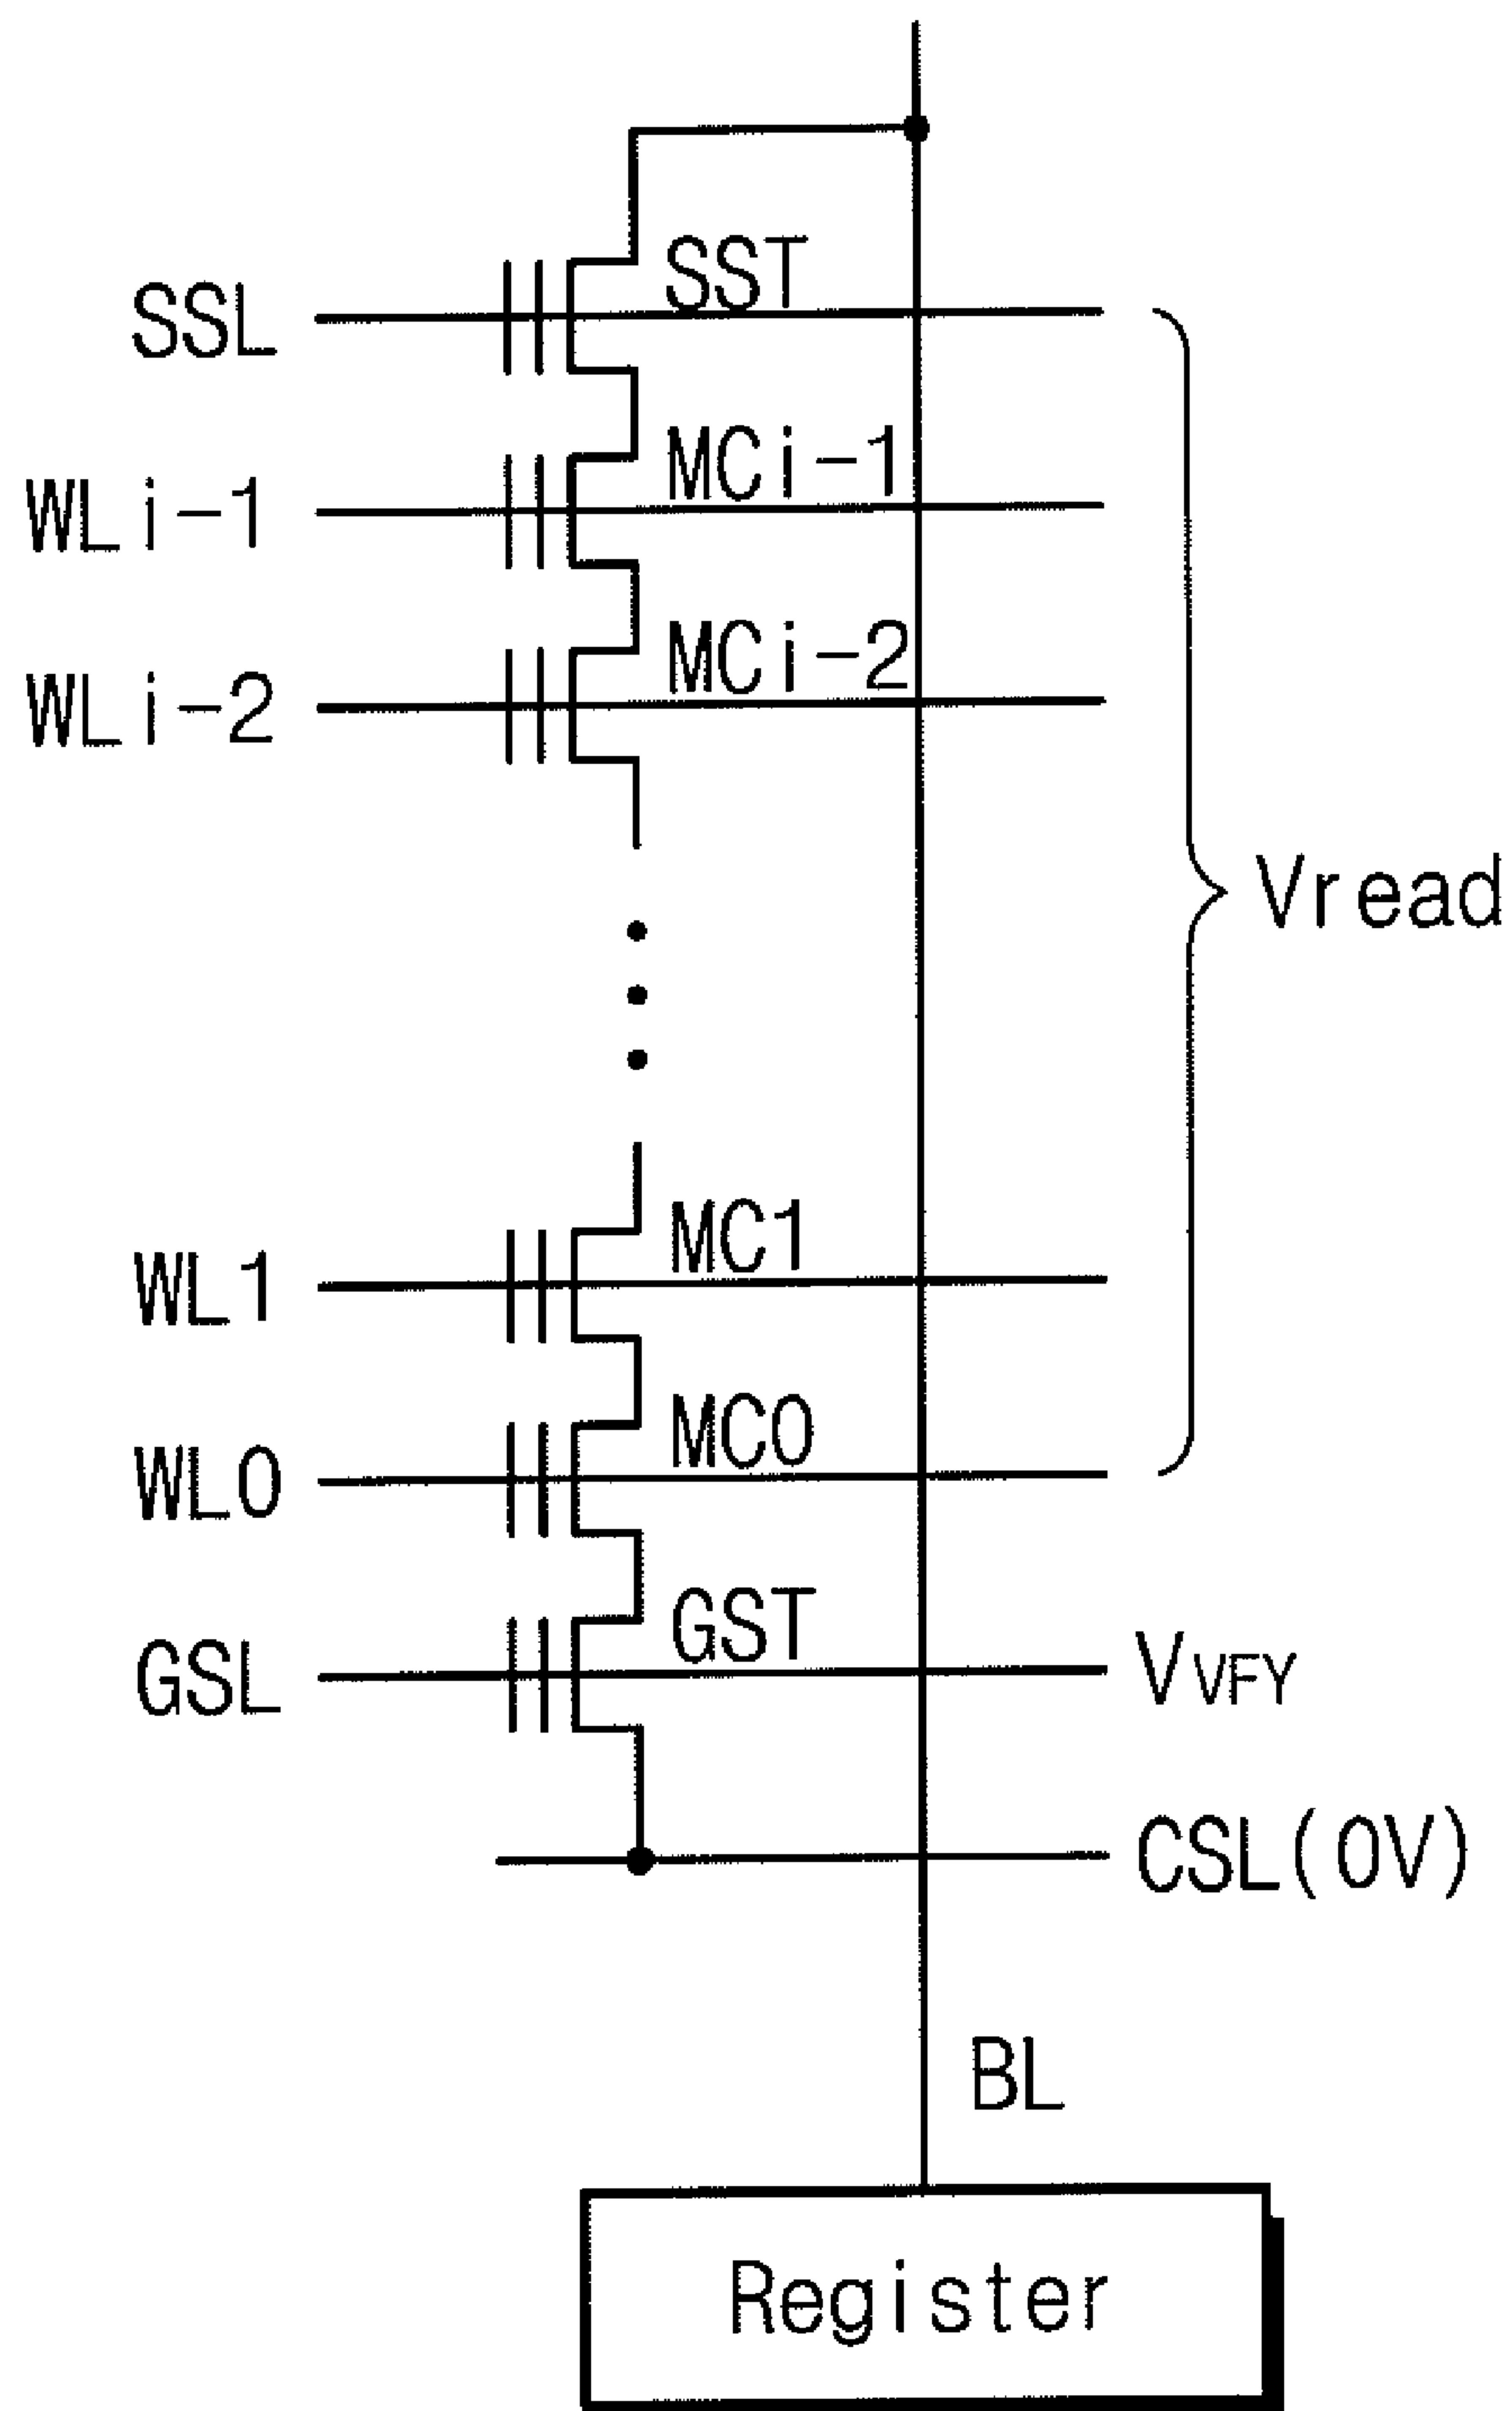 SST
SSL
MCi-1
WLi-1
MCi-2
WLi-2
Vread
MC1
WL1
MC0
WL0
GST
GSL
VVFY
CSL(0V)
BL
Register